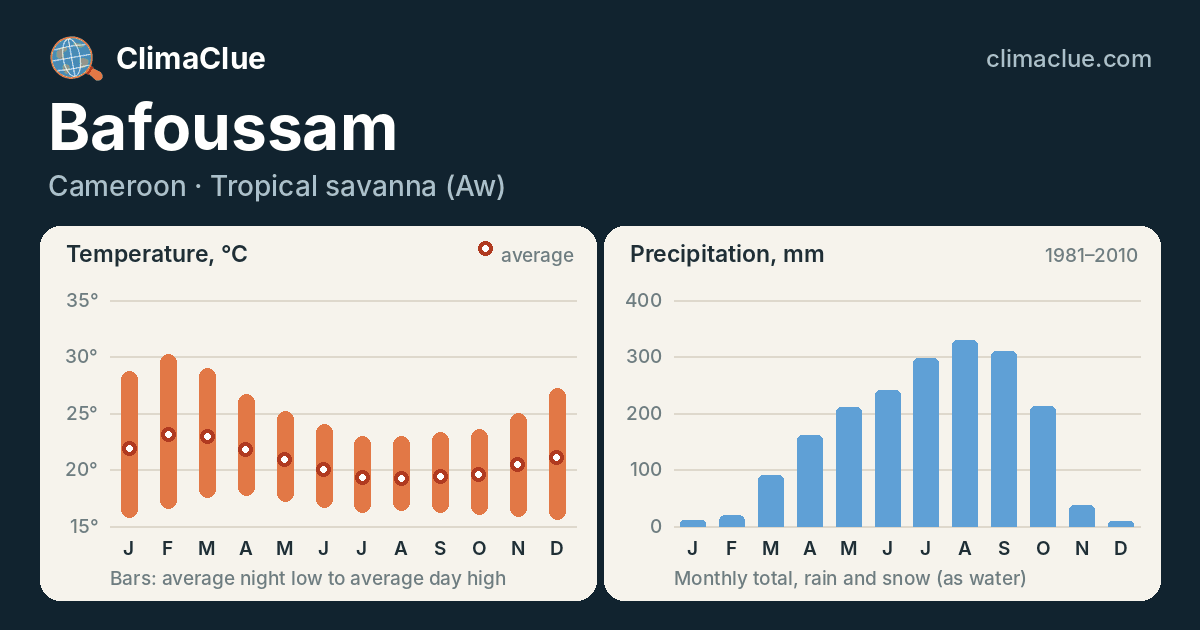 ClimaClue
climaclue.com
Bafoussam
Cameroon · Tropical savanna (Aw)
Temperature, °C
average
35°
30°
25°
20°
15°
J F M A M J J A S O N D
Bars: average night low to average day high
Precipitation, mm
1981–2010
400
300
200
100
0
J F M A M J J A S O N D
Monthly total, rain and snow (as water)